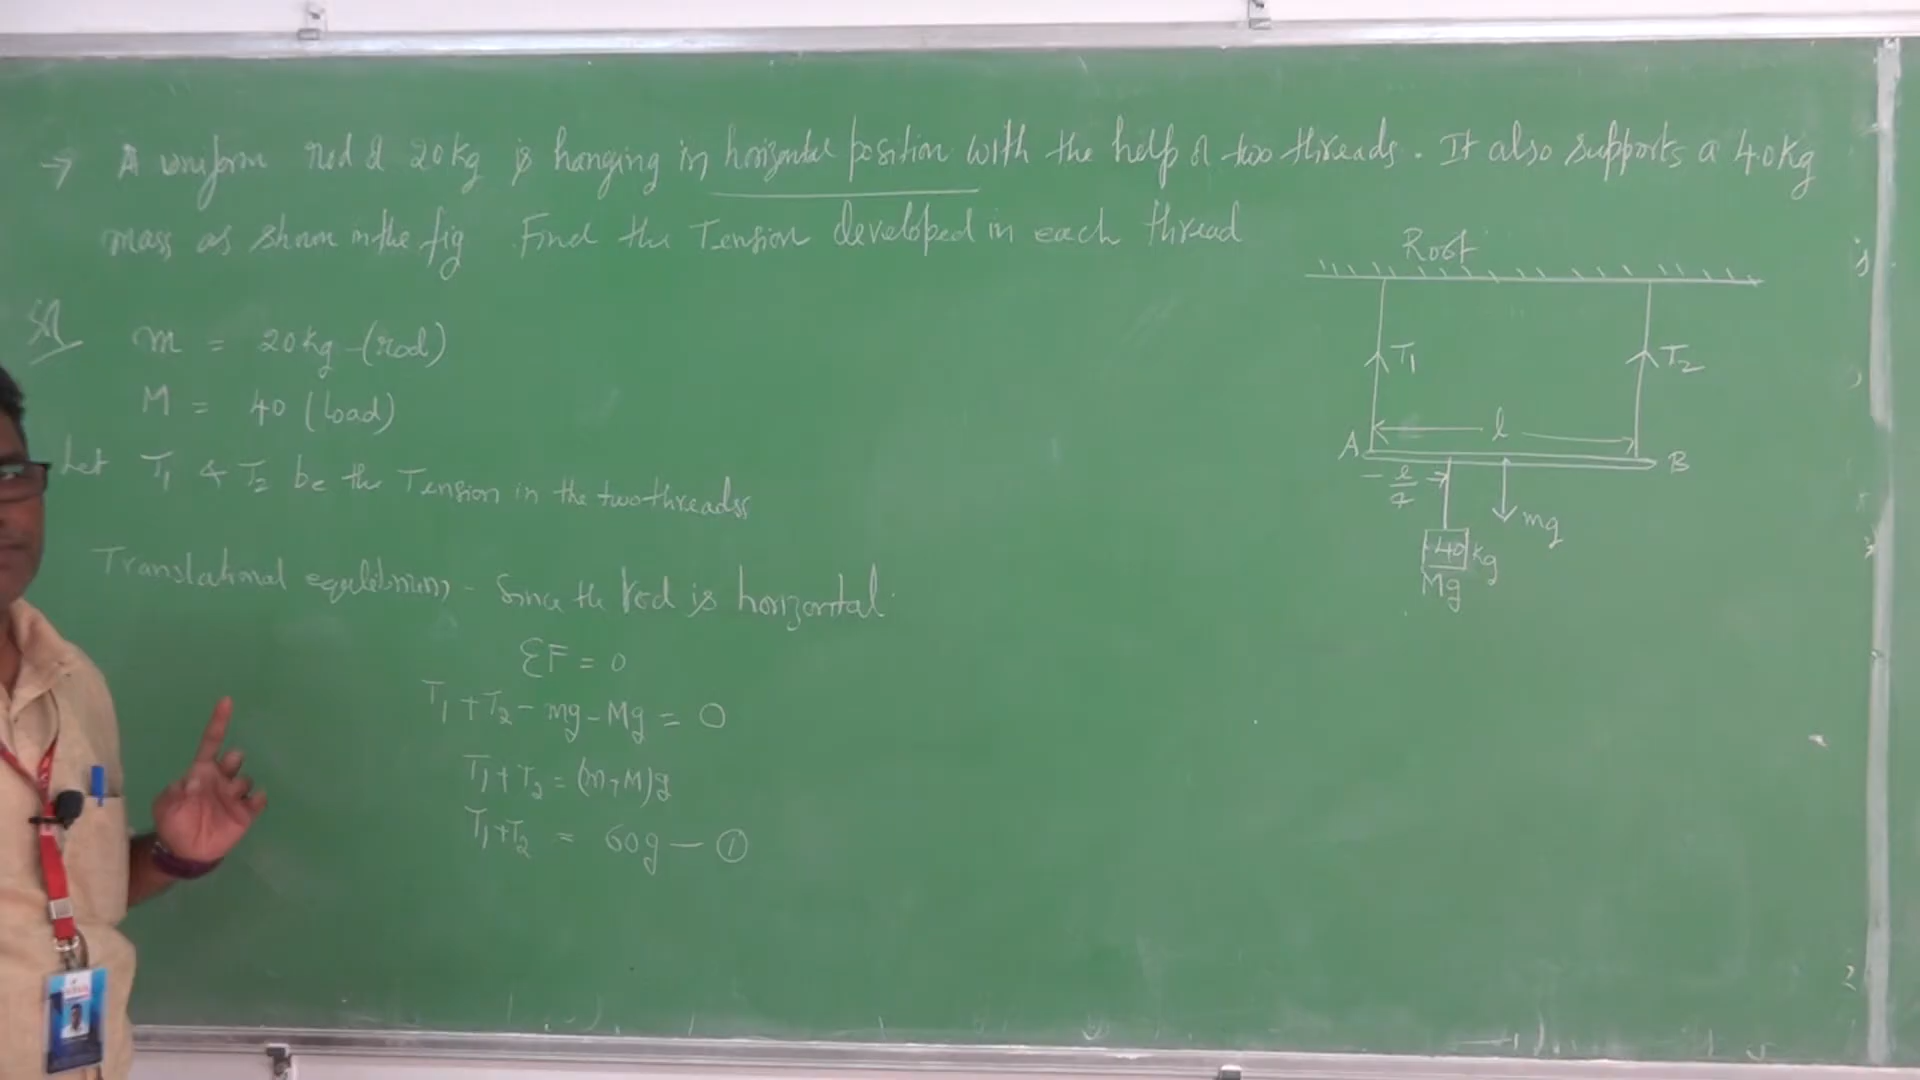 → A uniform rod of 20kg is hanging in horizontal position with the help of two threads. It also supports a 40kg
mass as shown in the fig. Find the Tension developed in each thread
Roof
m = 20kg - (rod)
T1 T2
M = 40 (load)
l
A B
Let T1 & T2 be the Tension in the two threadss
mg
40 kg
Mg
Translational equilibrium - Since the rod is horizontal.
ΣF = 0
T1 + T2 - mg - Mg = 0
T1 + T2 = (m+M)g
T1+T2 = 60g — ①